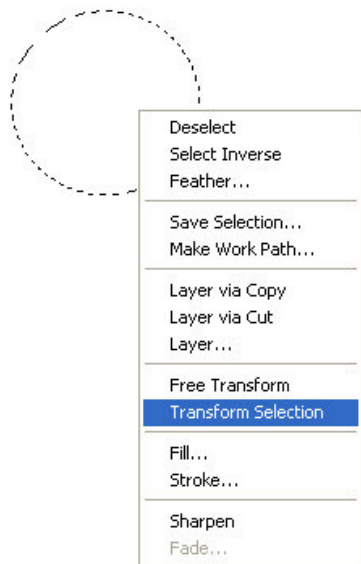 Deselect
Select Inverse
Feather...
Save Selection...
Make Work Path...
Layer via Copy
Layer via Cut
Layer...
Free Transform
Transform Selection
Fill...
Stroke...
Sharpen
Fade...